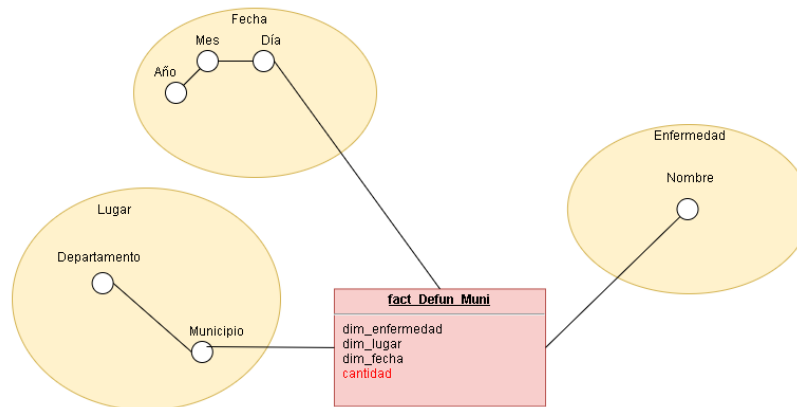 Fecha
Mes
Día
Año
Enfermedad
Nombre
Lugar
Departamento
Municipio
fact_Defun_Muni
dim_enfermedad
dim_lugar
dim_fecha
cantidad